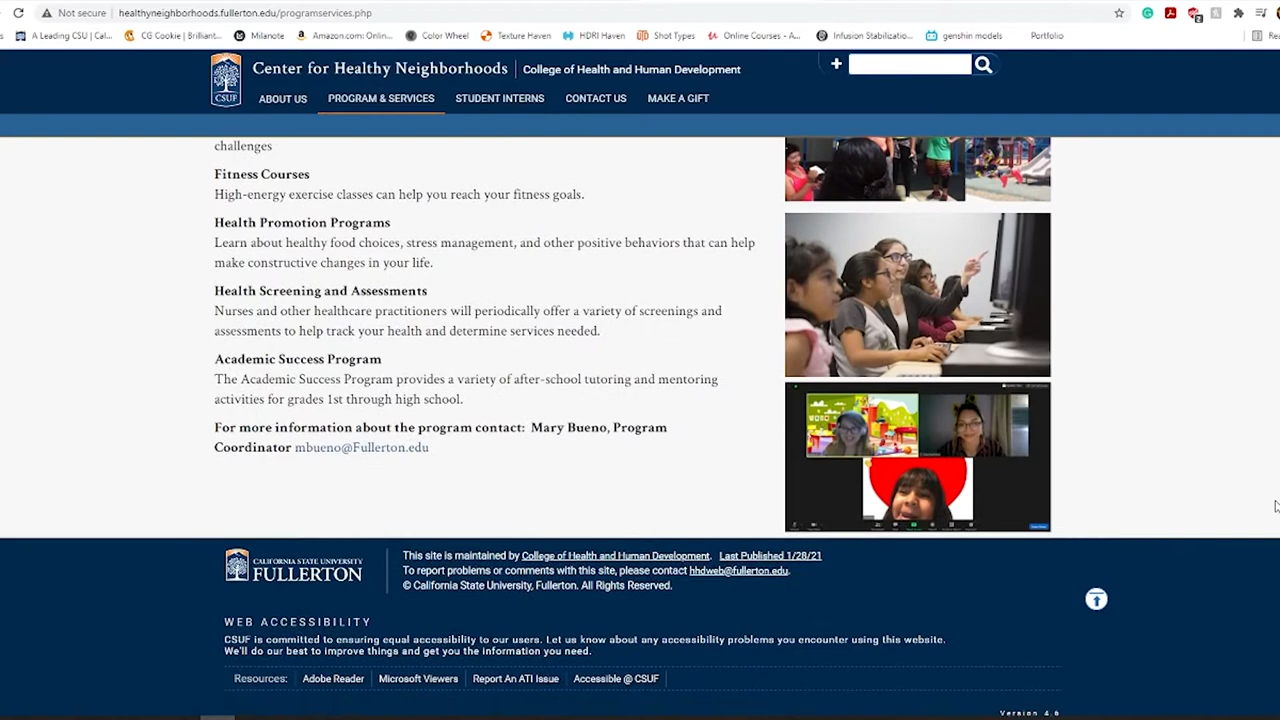 Not secure
healthyneighborhoods.fullerton.edu/programservices.php
A Leading CSU | Cal...
CG Cookie | Brilliant...
Milanote
Amazon.com: Onlin...
Color Wheel
Texture Haven
HDRI Haven
Shot Types
Online Courses - A...
Infusion Stabilizatio...
genshin models
Portfolio
CSUF
Center for Healthy Neighborhoods
College of Health and Human Development
ABOUT US
PROGRAM & SERVICES
STUDENT INTERNS
CONTACT US
MAKE A GIFT
challenges
Fitness Courses
High-energy exercise classes can help you reach your fitness goals.
Health Promotion Programs
Learn about healthy food choices, stress management, and other positive behaviors that can help
make constructive changes in your life.
Health Screening and Assessments
Nurses and other healthcare practitioners will periodically offer a variety of screenings and
assessments to help track your health and determine services needed.
Academic Success Program
The Academic Success Program provides a variety of after-school tutoring and mentoring
activities for grades 1st through high school.
For more information about the program contact: Mary Bueno, Program
Coordinator mbueno@Fullerton.edu
CALIFORNIA STATE UNIVERSITY
FULLERTON
This site is maintained by College of Health and Human Development. Last Published 1/28/21
To report problems or comments with this site, please contact hhdweb@fullerton.edu.
© California State University, Fullerton. All Rights Reserved.
WEB ACCESSIBILITY
CSUF is committed to ensuring equal accessibility to our users. Let us know about any accessibility problems you encounter using this website.
We'll do our best to improve things and get you the information you need.
Resources: Adobe Reader Microsoft Viewers Report An ATI Issue Accessible @ CSUF
Version 4.6